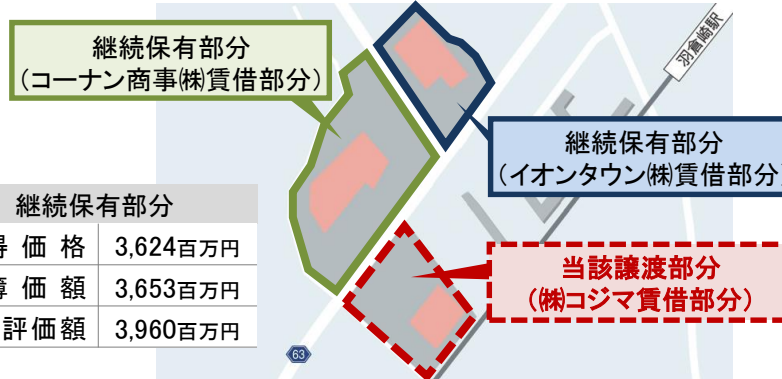 継続保有部分
(コーナン商事㈱賃借部分)
羽倉崎駅
継続保有部分
(イオンタウン㈱賃借部分)
当該譲渡部分
(㈱コジマ賃借部分)
継続保有部分
得価格 3,624百万円
簿価額 3,653百万円
評価額 3,960百万円
63